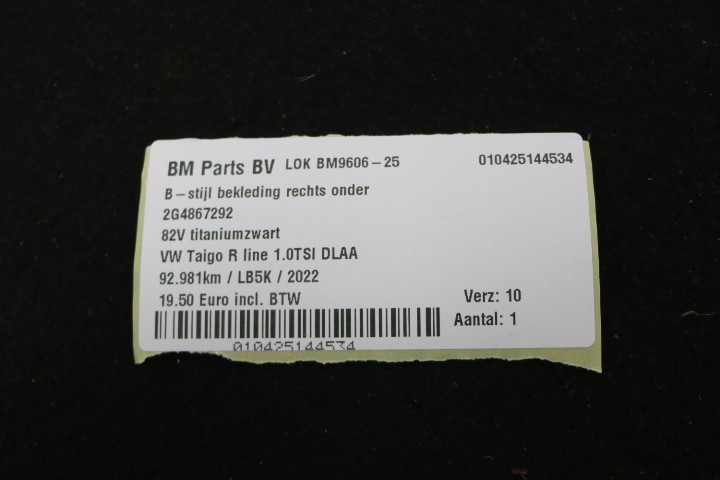 BM Parts BV LOK BM9606-25 010425144534
B-stijl bekleding rechts onder
2G4867292
82V titaniumzwart
VW Taigo R line 1.0TSI DLAA
92.981km / LB5K / 2022
19.50 Euro incl. BTW
Verz: 10
Aantal: 1
010425144534